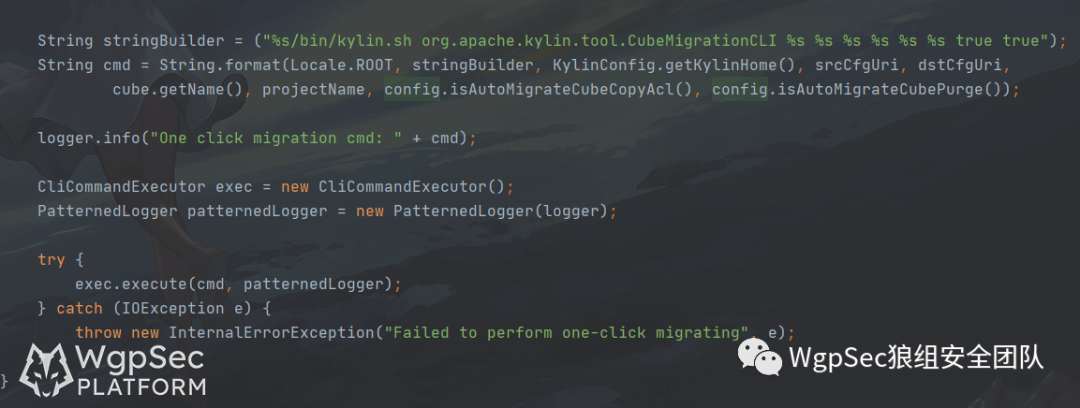 String stringBuilder = ("%s/bin/kylin.sh org.apache.kylin.tool.CubeMigrationCLI %s %s %s %s %s %s true true");
String cmd = String.format(Locale.ROOT, stringBuilder, KylinConfig.getKylinHome(), srcCfgUri, dstCfgUri,
cube.getName(), projectName, config.isAutoMigrateCubeCopyAcl(), config.isAutoMigrateCubePurge());
logger.info("One click migration cmd: " + cmd);
CliCommandExecutor exec = new CliCommandExecutor();
PatternedLogger patternedLogger = new PatternedLogger(logger);
try {
exec.execute(cmd, patternedLogger);
} catch (IOException e) {
throw new InternalErrorException("Failed to perform one-click migrating", e);
}
WgpSec
PLATFORM
WgpSec狼组安全团队